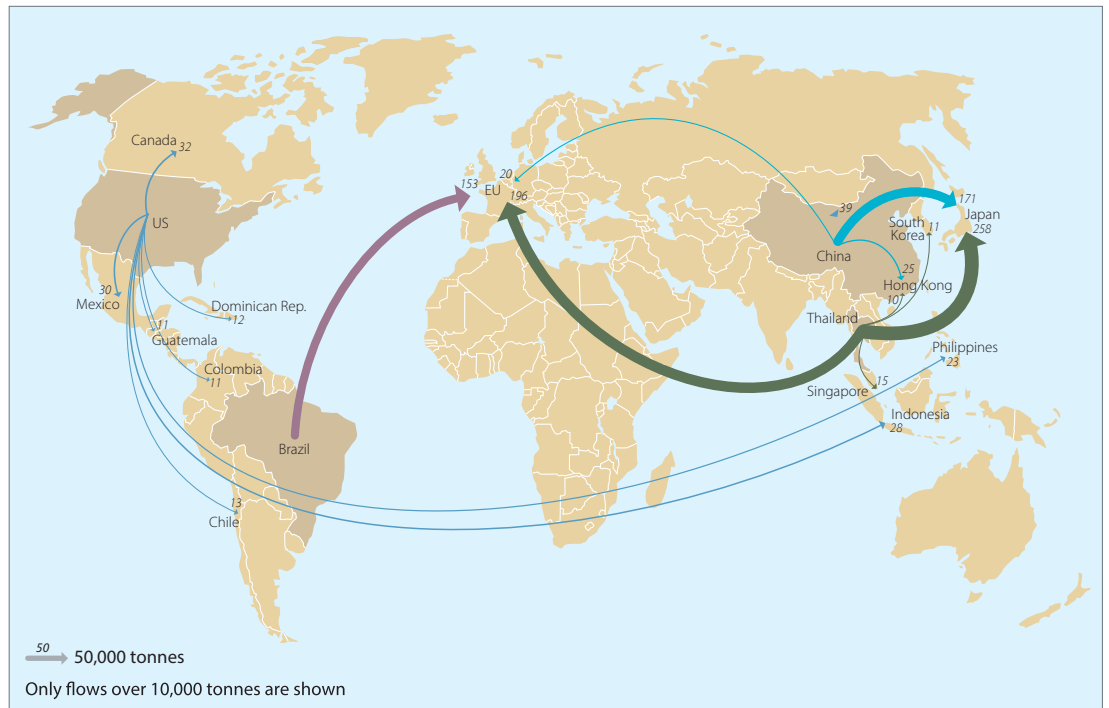 Canada 32
US
30
Mexico
Dominican Rep.
12
11
Guatemala
Colombia
11
Brazil
13
Chile
153
20
EU
196
39
171
Japan
258
South
Korea 11
China
25
Hong Kong
10
Thailand
Philippines
23
15
Singapore
Indonesia
28
50
50,000 tonnes
Only flows over 10,000 tonnes are shown